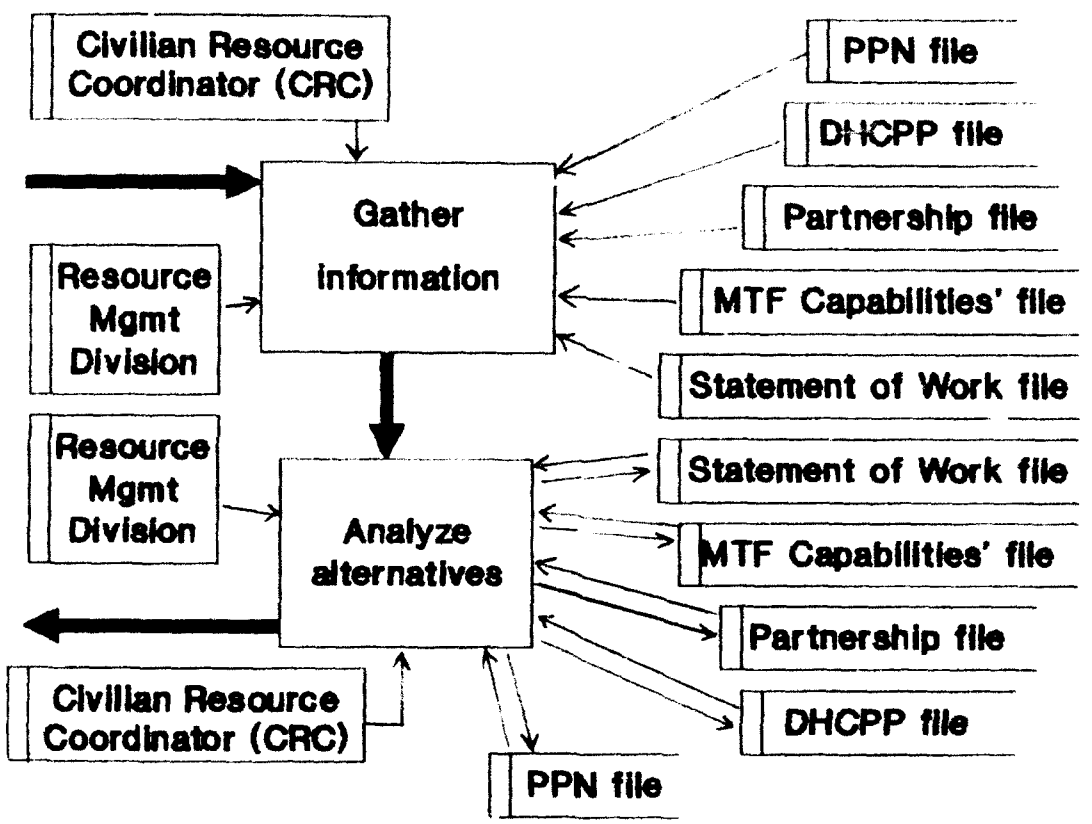 Civilian Resource
Coordinator (CRC)
PPN file
DHCPP file
Partnership file
MTF Capabilities' file
Statement of Work file
Gather
information
Resource
Mgmt
Division
Resource
Mgmt
Division
Analyze
alternatives
Statement of Work file
MTF Capabilities' file
Partnership file
DHCPP file
PPN file
Civilian Resource
Coordinator (CRC)